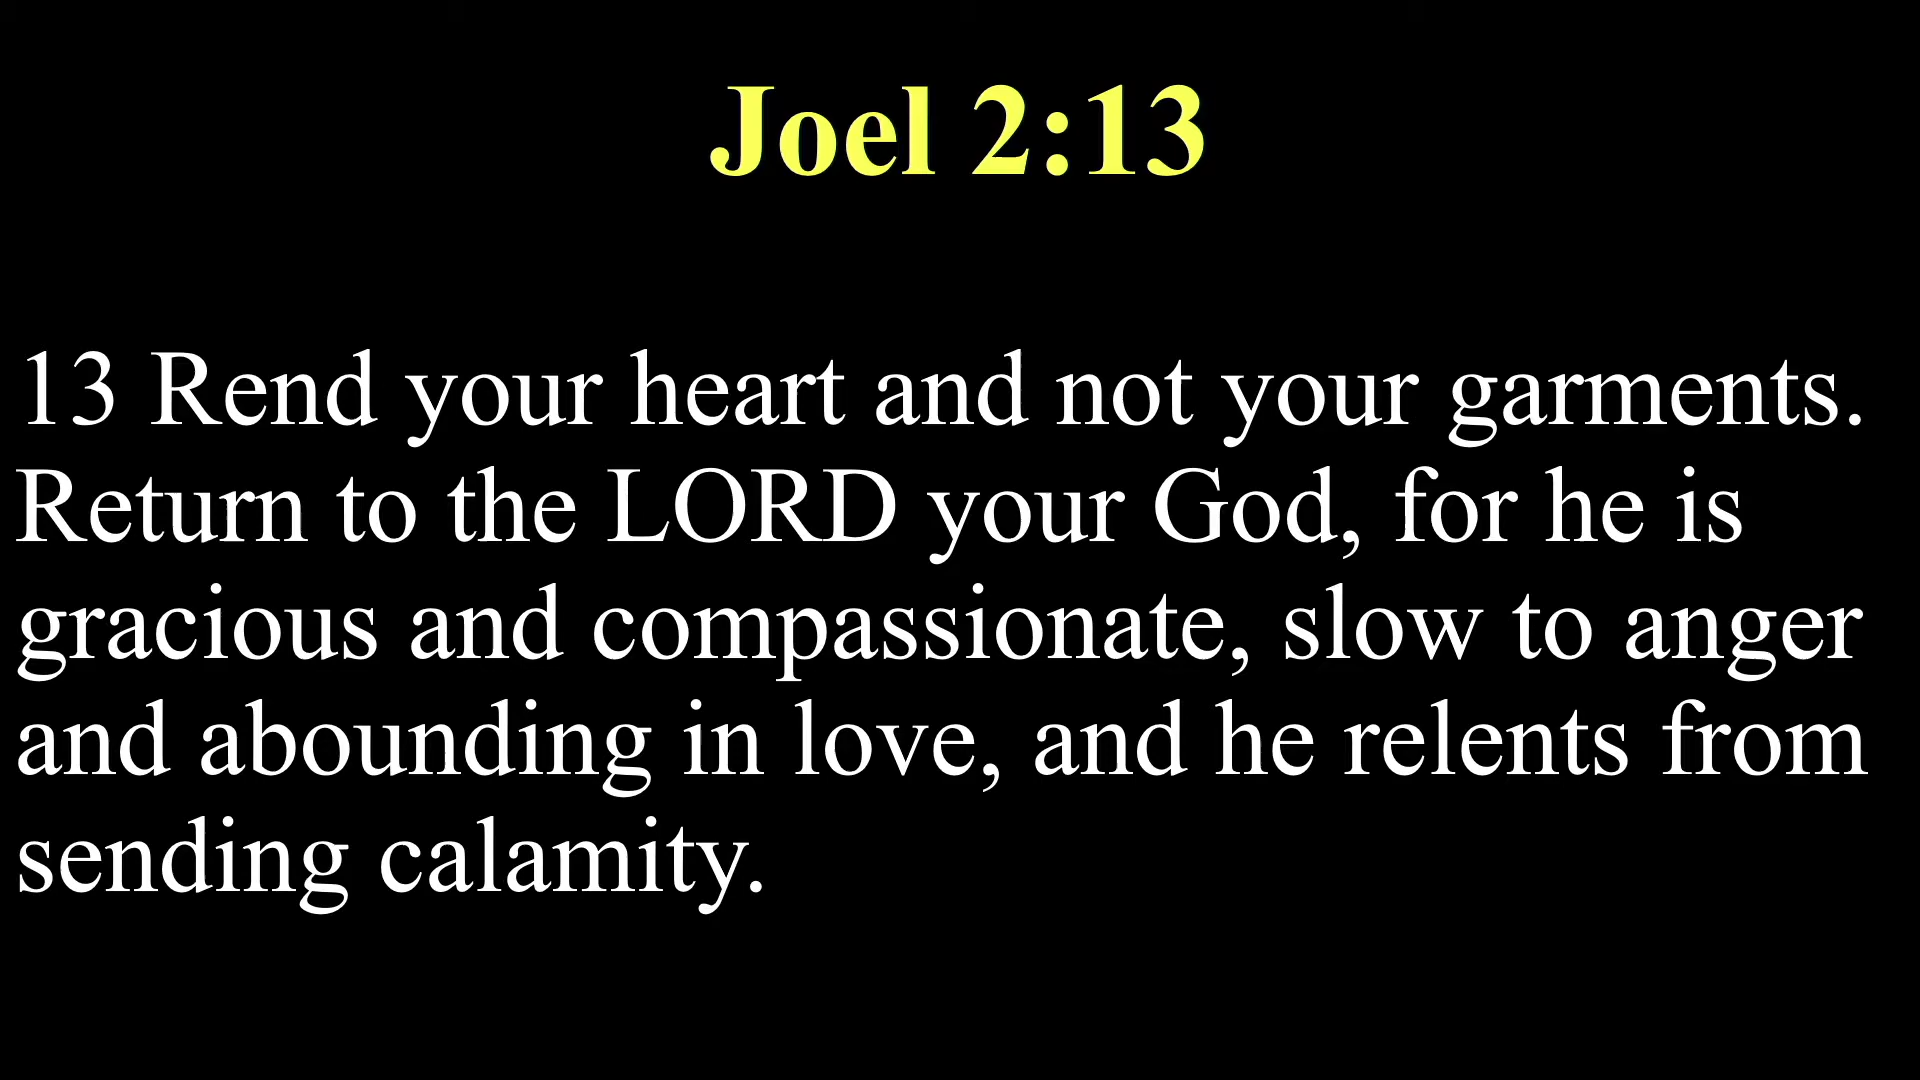 Joel 2:13
13 Rend your heart and not your garments.
Return to the LORD your God, for he is
gracious and compassionate, slow to anger
and abounding in love, and he relents from
sending calamity.